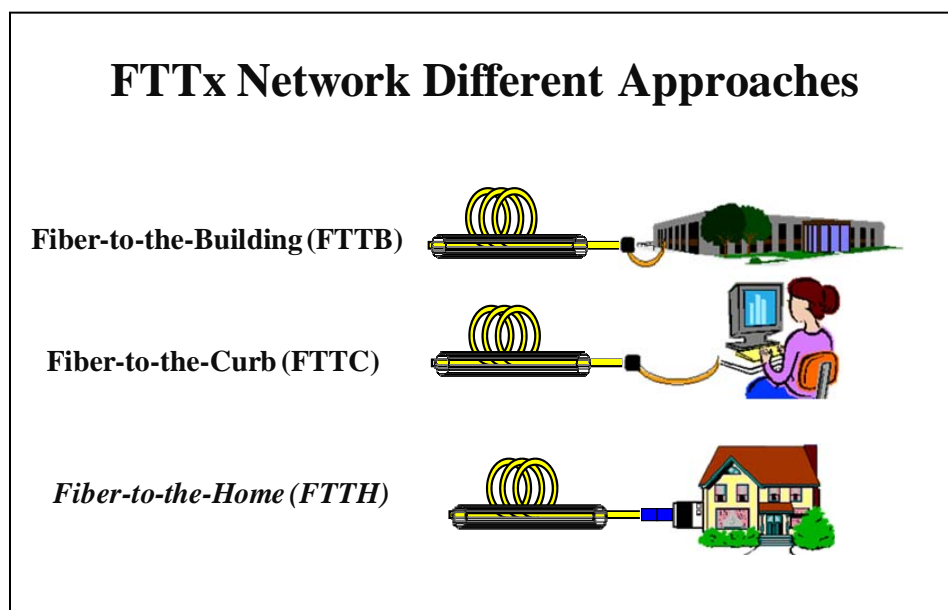 FTTx Network Different Approaches
Fiber-to-the-Building (FTTB)
Fiber-to-the-Curb (FTTC)
Fiber-to-the-Home (FTTH)